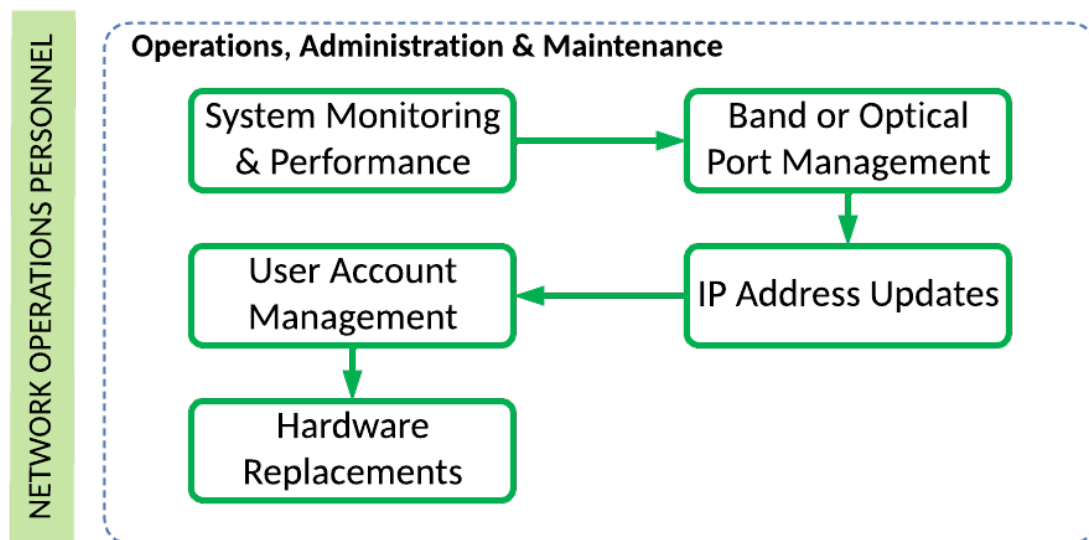 NETWORK OPERATIONS PERSONNEL
Operations, Administration & Maintenance
System Monitoring
& Performance
Band or Optical
Port Management
IP Address Updates
User Account
Management
Hardware
Replacements